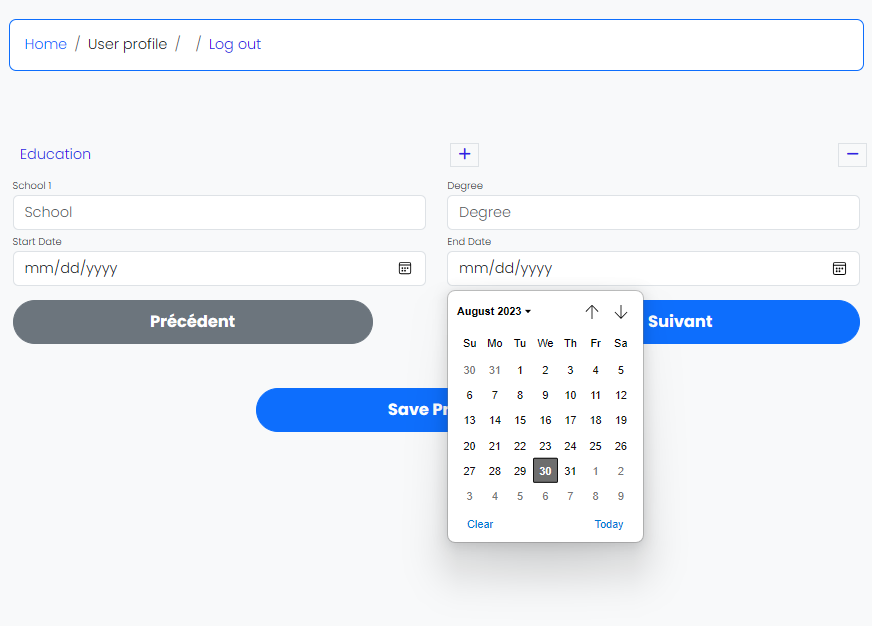 Home / User profile / / Log out
Education + −
School 1 Degree
School Degree
Start Date End Date
mm/dd/yyyy mm/dd/yyyy
Précédent Suivant
August 2023
Su Mo Tu We Th Fr Sa
30 31 1 2 3 4 5
6 7 8 9 10 11 12
13 14 15 16 17 18 19
20 21 22 23 24 25 26
27 28 29 30 31 1 2
3 4 5 6 7 8 9
Clear Today
Save Pr